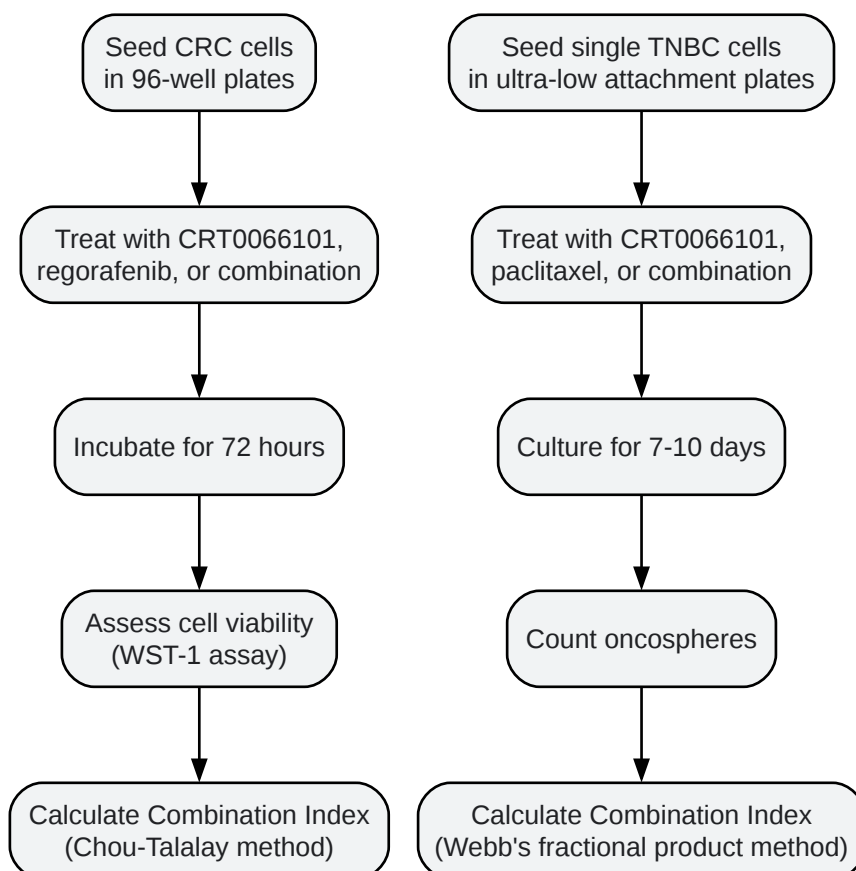 Seed CRC cells
in 96-well plates
Treat with CRT0066101,
regorafenib, or combination
Incubate for 72 hours
Assess cell viability
(WST-1 assay)
Calculate Combination Index
(Chou-Talalay method)
Seed single TNBC cells
in ultra-low attachment plates
Treat with CRT0066101,
paclitaxel, or combination
Culture for 7-10 days
Count oncospheres
Calculate Combination Index
(Webb's fractional product method)